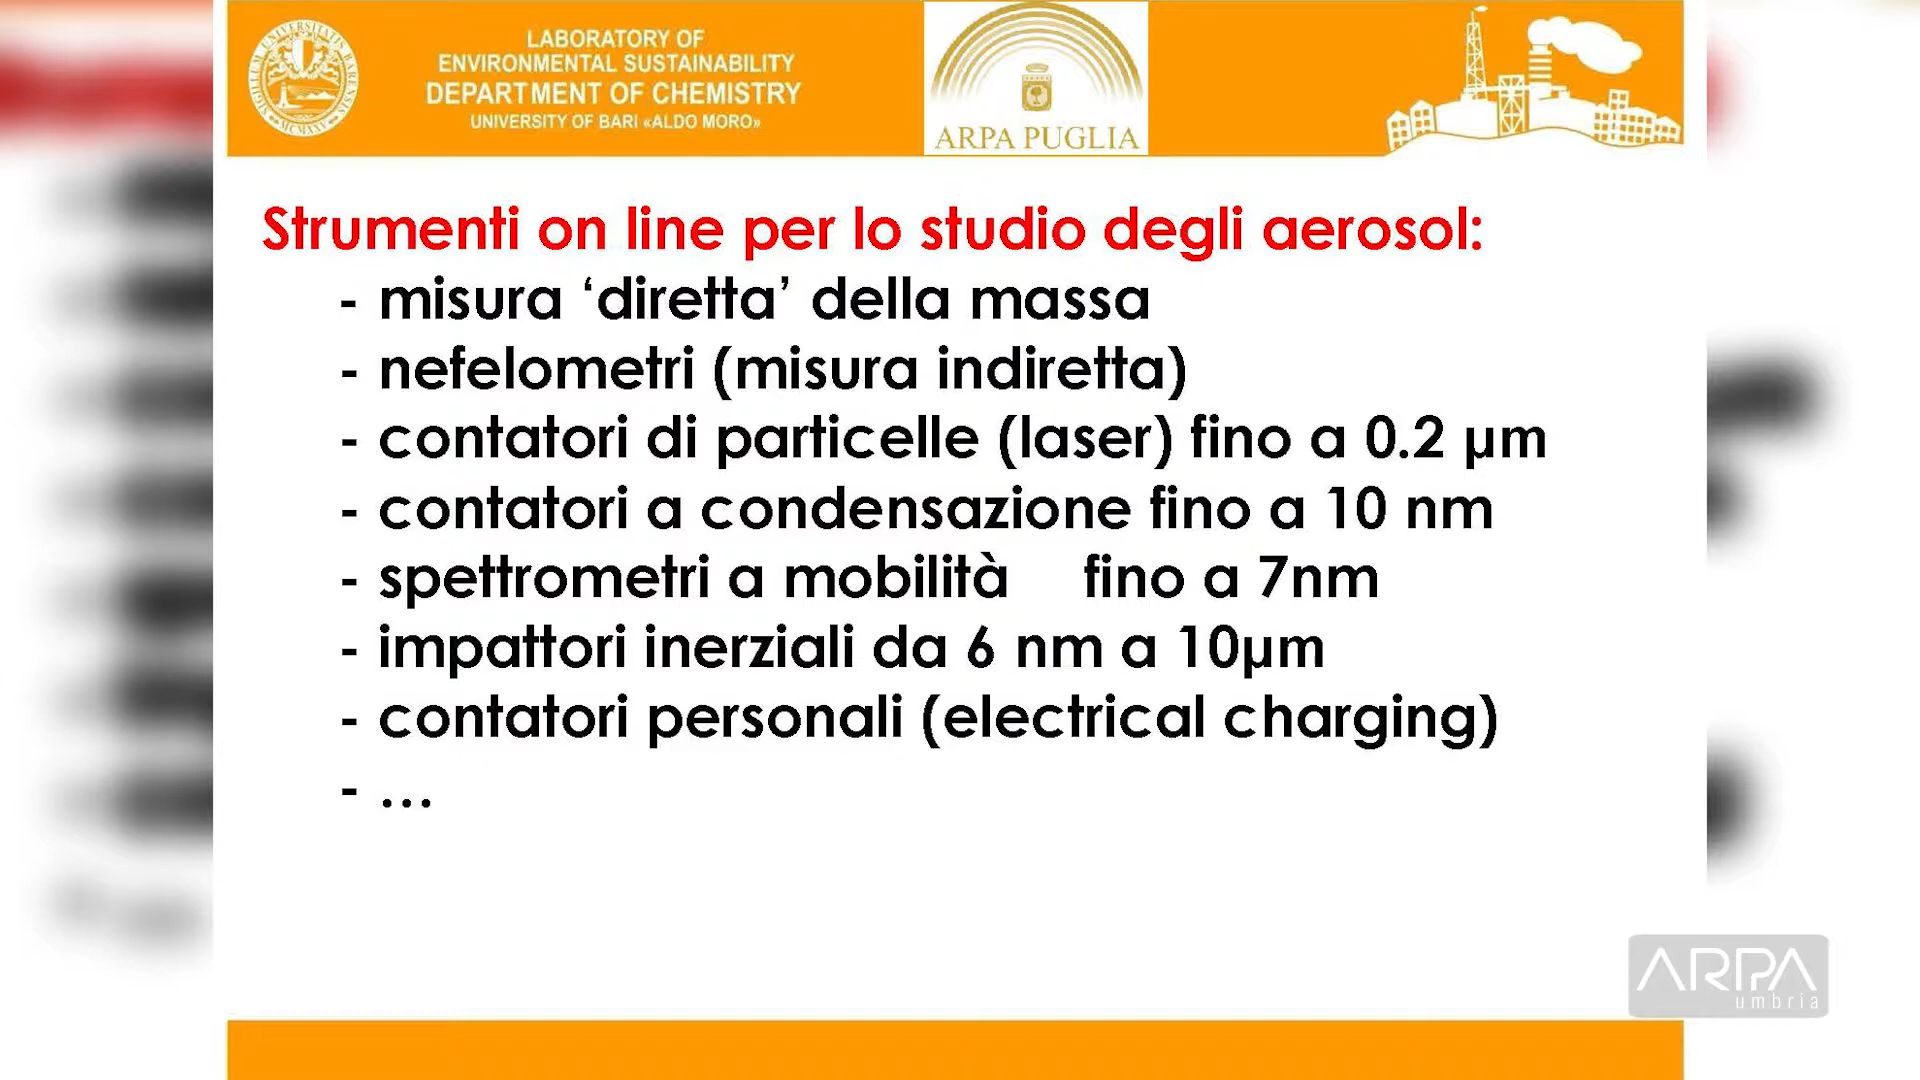 LABORATORY OF
ENVIRONMENTAL SUSTAINABILITY
DEPARTMENT OF CHEMISTRY
UNIVERSITY OF BARI «ALDO MORO»
ARPA PUGLIA
Strumenti on line per lo studio degli aerosol:
- misura ‘diretta’ della massa
- nefelometri (misura indiretta)
- contatori di particelle (laser) fino a 0.2 µm
- contatori a condensazione fino a 10 nm
- spettrometri a mobilità fino a 7nm
- impattori inerziali da 6 nm a 10µm
- contatori personali (electrical charging)
- …
ARPA
umbria